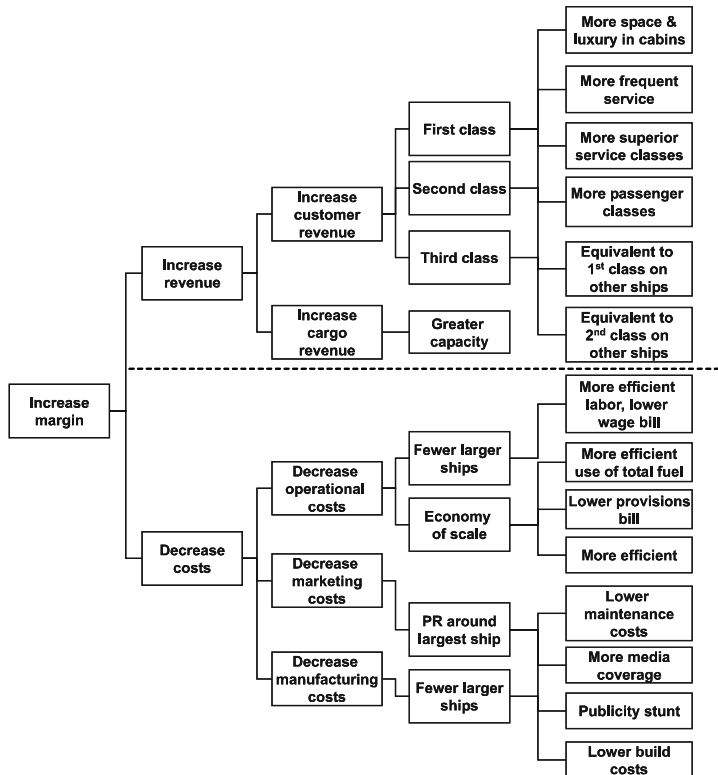 More space &
luxury in cabins
More frequent
service
First class
More superior
service classes
Second class
More passenger
classes
Increase
customer
revenue
Third class
Equivalent to
1st class on
other ships
Increase
revenue
Increase
cargo
revenue
Greater
capacity
Equivalent to
2nd class on
other ships
Increase
margin
More efficient
labor, lower
wage bill
Fewer larger
ships
More efficient
use of total fuel
Decrease
operational
costs
Economy
of scale
Lower provisions
bill
Decrease
costs
More efficient
Decrease
marketing
costs
PR around
largest ship
Lower
maintenance
costs
More media
coverage
Decrease
manufacturing
costs
Fewer larger
ships
Publicity stunt
Lower build
costs